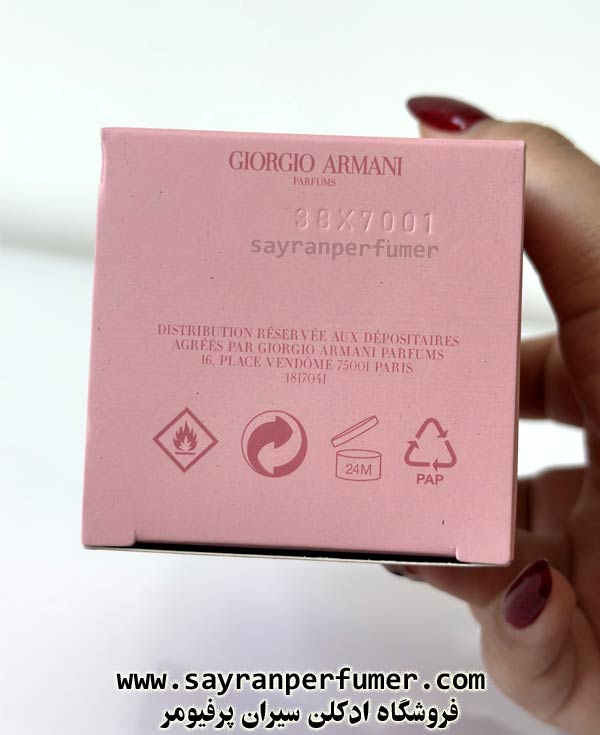 GIORGIO ARMANI
PARFUMS
38X7001
sayranperfumer
DISTRIBUTION RÉSERVÉE AUX DÉPOSITAIRES
AGRÉÉS PAR GIORGIO ARMANI PARFUMS
16, PLACE VENDÔME 75001 PARIS
1817041
24M
PAP
www.sayranperfumer.com
فروشگاه ادکلن سیران پرفیومر